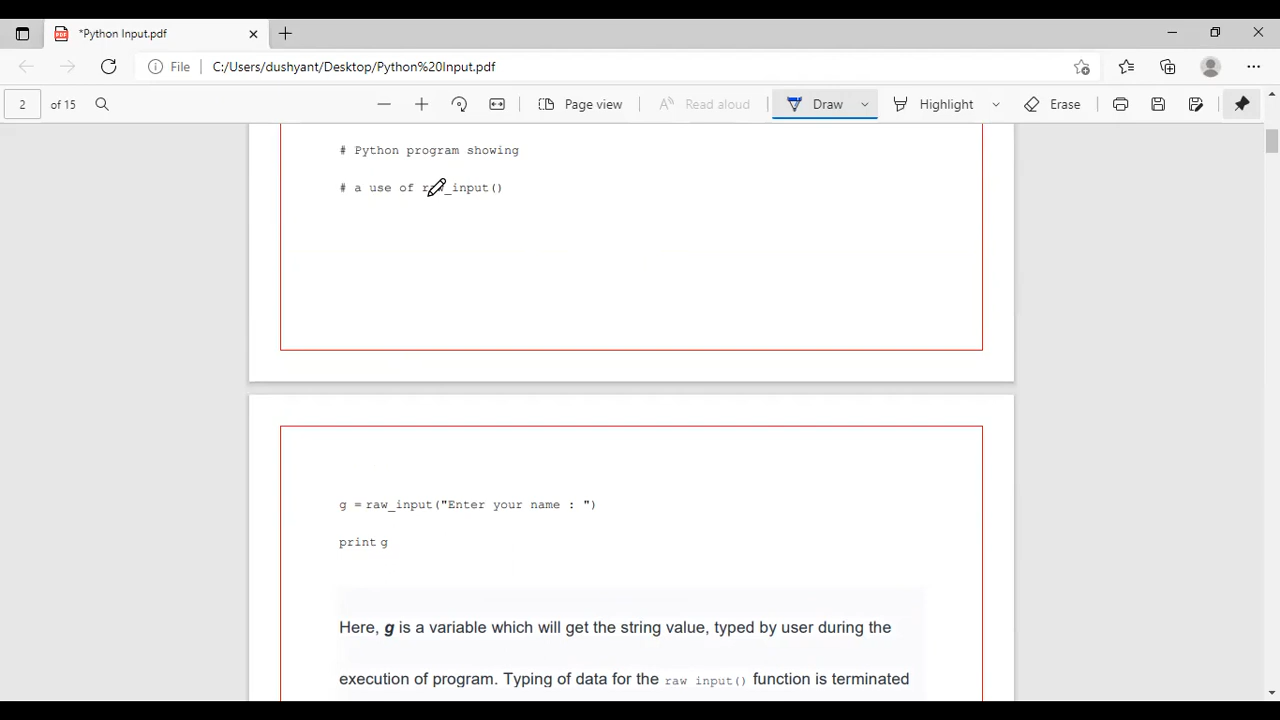 *Python Input.pdf
File C:/Users/dushyant/Desktop/Python%20Input.pdf
2 of 15 Page view Read aloud Draw Highlight Erase
# Python program showing
# a use of raw_input()
g = raw_input("Enter your name : ")
print g
Here, g is a variable which will get the string value, typed by user during the
execution of program. Typing of data for the raw_input() function is terminated